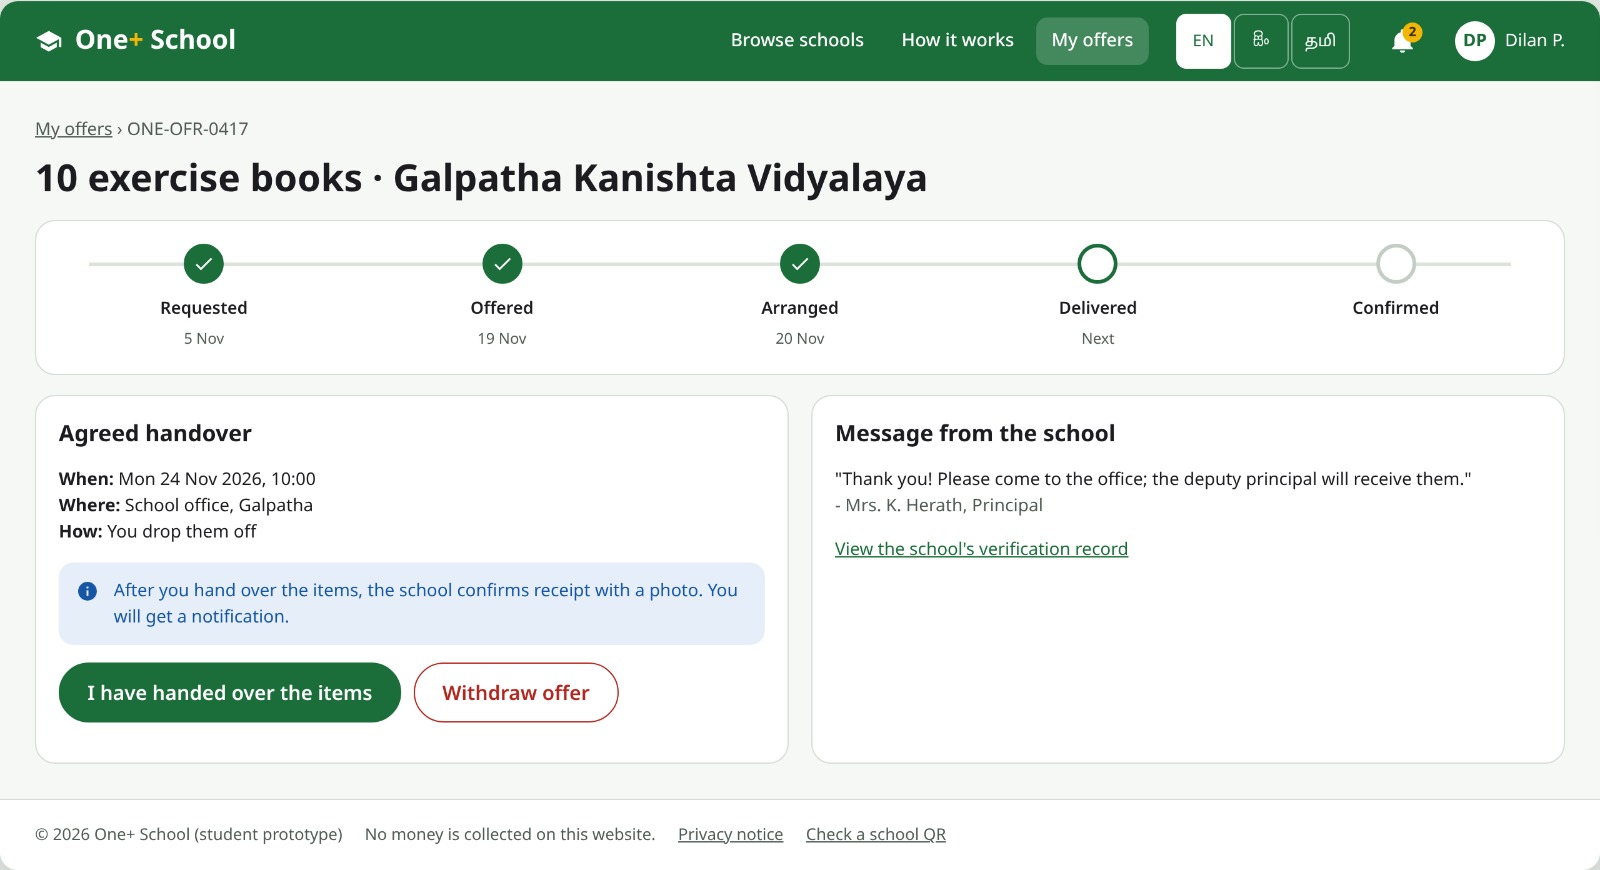 One+ School
Browse schools
How it works
My offers
EN
සිං
தமி
2
DP
Dilan P.
My offers › ONE-OFR-0417
10 exercise books · Galpatha Kanishta Vidyalaya
Requested
5 Nov
Offered
19 Nov
Arranged
20 Nov
Delivered
Next
Confirmed
Agreed handover
When: Mon 24 Nov 2026, 10:00
Where: School office, Galpatha
How: You drop them off
After you hand over the items, the school confirms receipt with a photo. You
will get a notification.
I have handed over the items
Withdraw offer
Message from the school
"Thank you! Please come to the office; the deputy principal will receive them."
- Mrs. K. Herath, Principal
View the school's verification record
© 2026 One+ School (student prototype)
No money is collected on this website.
Privacy notice
Check a school QR